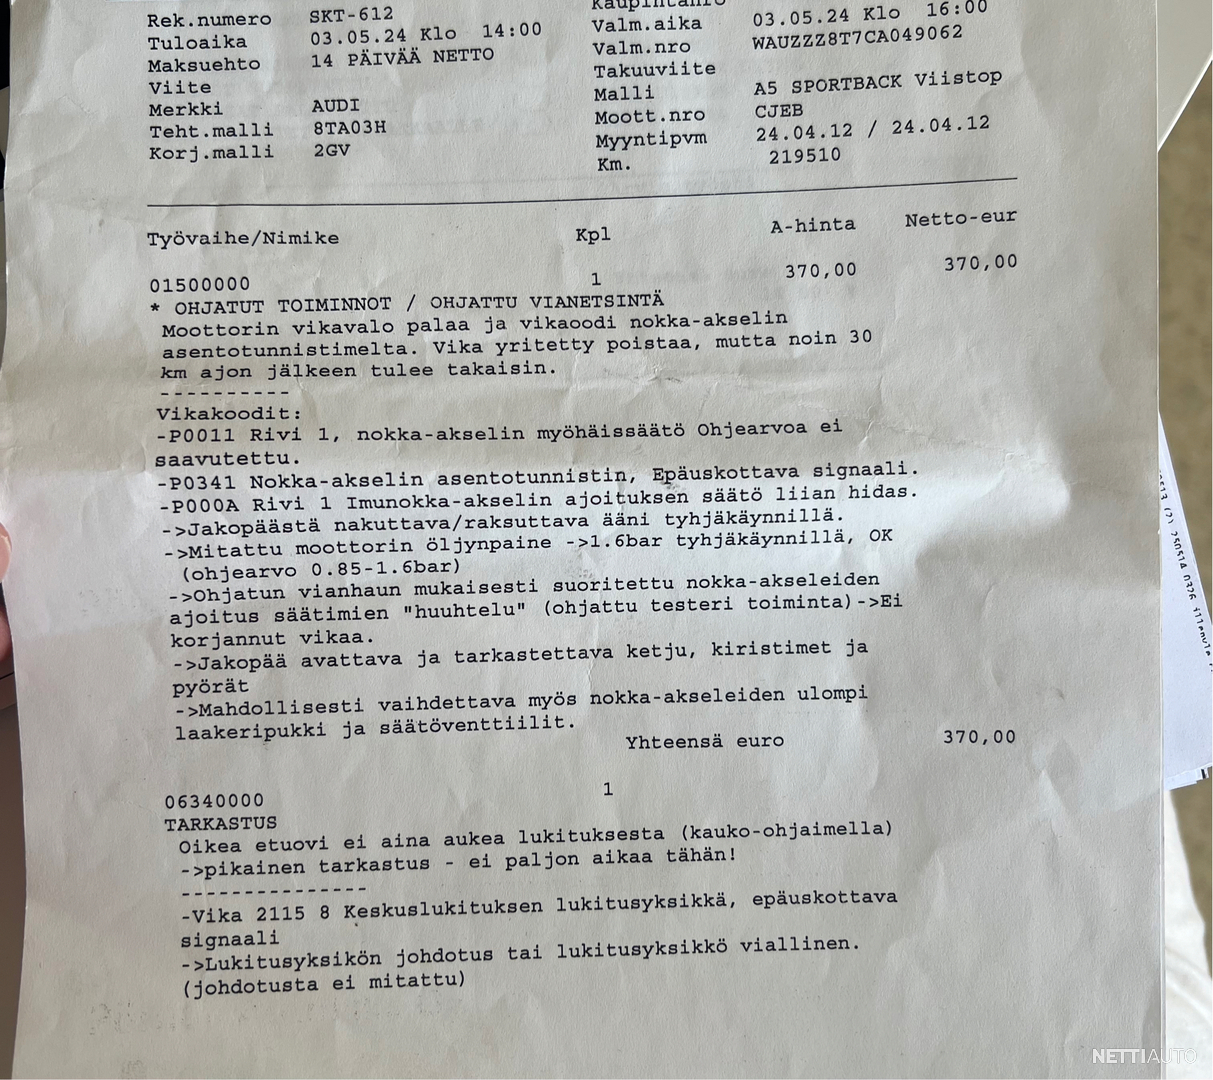 Rek.numero SKT-612
Tuloaika 03.05.24 Klo 14:00
Maksuehto 14 PÄIVÄÄ NETTO
Viite
Merkki AUDI
Teht.malli 8TA03H
Korj.malli 2GV
Valm.aika 03.05.24 Klo 16:00
Valm.nro WAUZZZ8T7CA049062
Takuuviite
Malli A5 SPORTBACK Viistop
Moott.nro CJEB
Myyntipvm 24.04.12 / 24.04.12
Km. 219510
Työvaihe/Nimike Kpl A-hinta Netto-eur
01500000 1 370,00 370,00
* OHJATUT TOIMINNOT / OHJATTU VIANETSINTÄ
Moottorin vikavalo palaa ja vikaoodi nokka-akselin
asentotunnistimelta. Vika yritetty poistaa, mutta noin 30
km ajon jälkeen tulee takaisin.
----------
Vikakoodit:
-P0011 Rivi 1, nokka-akselin myöhäissäätö Ohjearvoa ei
saavutettu.
-P0341 Nokka-akselin asentotunnistin, Epäuskottava signaali.
-P000A Rivi 1 Imunokka-akselin ajoituksen säätö liian hidas.
->Jakopäästä nakuttava/raksuttava ääni tyhjäkäynnillä.
->Mitattu moottorin öljynpaine ->1.6bar tyhjäkäynnillä, OK
(ohjearvo 0.85-1.6bar)
->Ohjatun vianhaun mukaisesti suoritettu nokka-akseleiden
ajoitus säätimien "huuhtelu" (ohjattu testeri toiminta)->Ei
korjannut vikaa.
->Jakopää avattava ja tarkastettava ketju, kiristimet ja
pyörät
->Mahdollisesti vaihdettava myös nokka-akseleiden ulompi
laakeripukki ja säätöventtiilit.
Yhteensä euro 370,00
06340000 1
TARKASTUS
Oikea etuovi ei aina aukea lukituksesta (kauko-ohjaimella)
->pikainen tarkastus - ei paljon aikaa tähän!
---------------
-Vika 2115 8 Keskuslukituksen lukitusyksikkä, epäuskottava
signaali
->Lukitusyksikön johdotus tai lukitusyksikkö viallinen.
(johdotusta ei mitattu)
NETTIAUTO